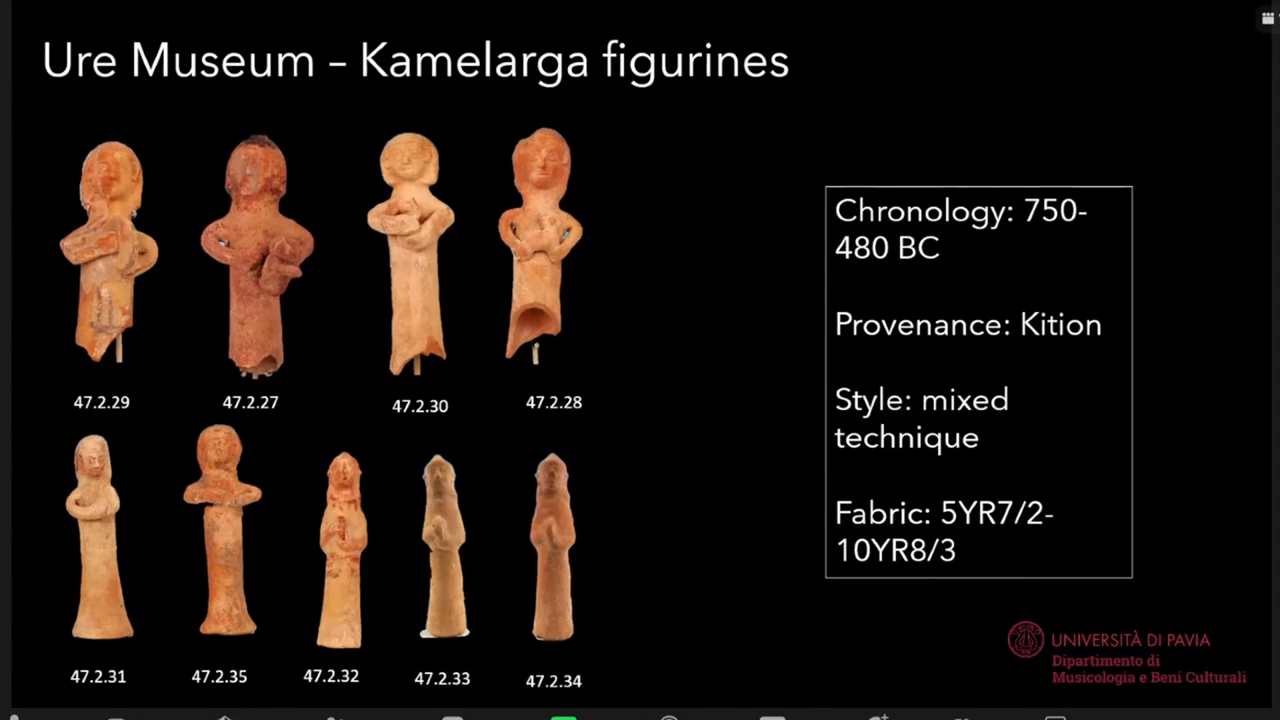 Ure Museum – Kamelarga figurines
47.2.29
47.2.27
47.2.30
47.2.28
47.2.31
47.2.35
47.2.32
47.2.33
47.2.34
Chronology: 750-
480 BC
Provenance: Kition
Style: mixed
technique
Fabric: 5YR7/2-
10YR8/3
UNIVERSITÀ DI PAVIA
Dipartimento di
Musicologia e Beni Culturali